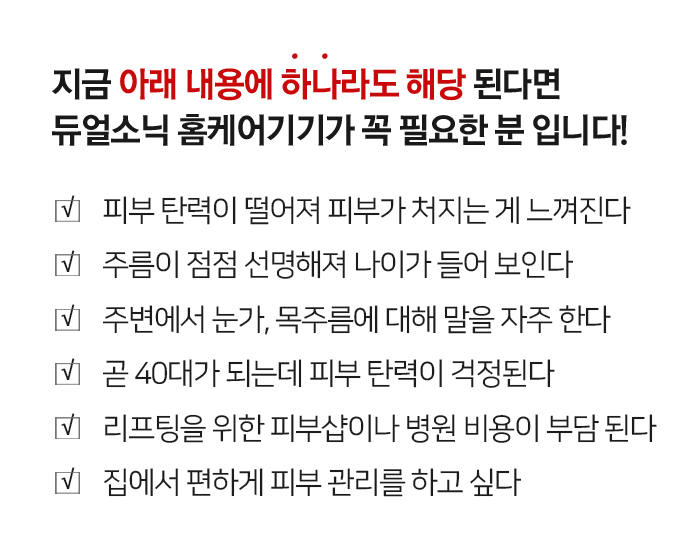 지금 아래 내용에 하나라도 해당 된다면
듀얼소닉 홈케어기기가 꼭 필요한 분 입니다!
피부 탄력이 떨어져 피부가 처지는 게 느껴진다
주름이 점점 선명해져 나이가 들어 보인다
주변에서 눈가, 목주름에 대해 말을 자주 한다
곧 40대가 되는데 피부 탄력이 걱정된다
리프팅을 위한 피부샵이나 병원 비용이 부담 된다
집에서 편하게 피부 관리를 하고 싶다